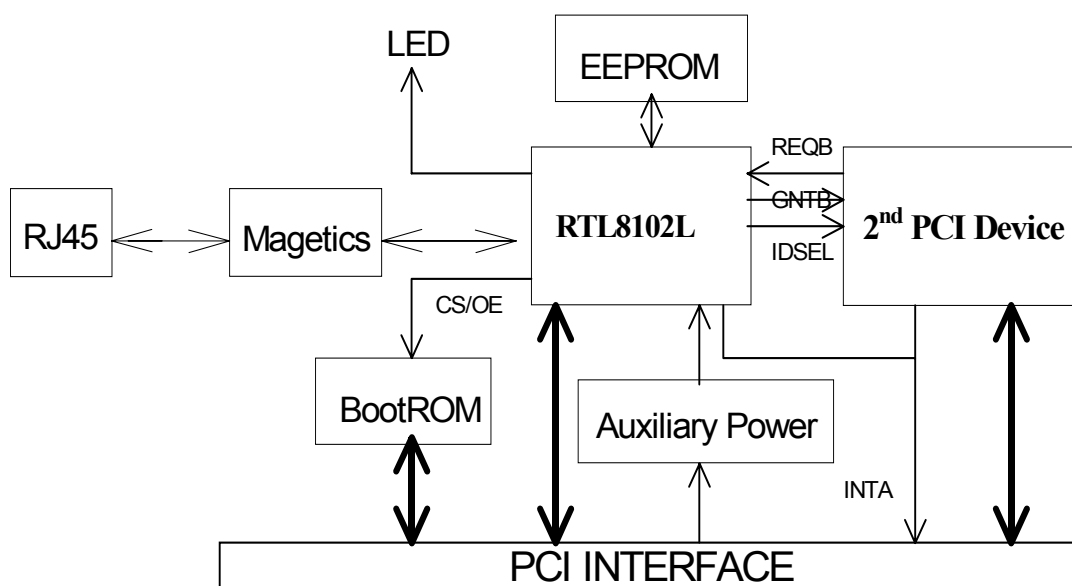 LED
EEPROM
REQB
GNTB
IDSEL
RJ45
Magetics
RTL8102L
2nd PCI Device
CS/OE
BootROM
Auxiliary Power
INTA
PCI INTERFACE